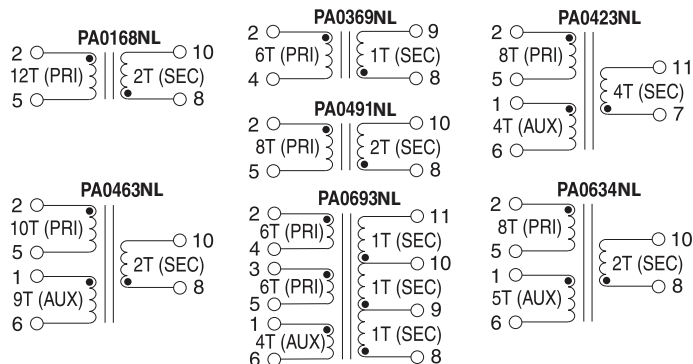 PA0168NL
2
10
12T (PRI)
2T (SEC)
5
8
PA0369NL
2
9
6T (PRI)
1T (SEC)
4
8
PA0423NL
2
8T (PRI)
5
11
4T (SEC)
1
7
4T (AUX)
6
PA0491NL
2
10
8T (PRI)
2T (SEC)
5
8
PA0463NL
2
10T (PRI)
5
10
2T (SEC)
1
8
9T (AUX)
6
PA0693NL
2
11
6T (PRI)
1T (SEC)
4
10
3
6T (PRI)
1T (SEC)
5
9
1
1T (SEC)
4T (AUX)
6
8
PA0634NL
2
8T (PRI)
5
10
2T (SEC)
1
8
5T (AUX)
6